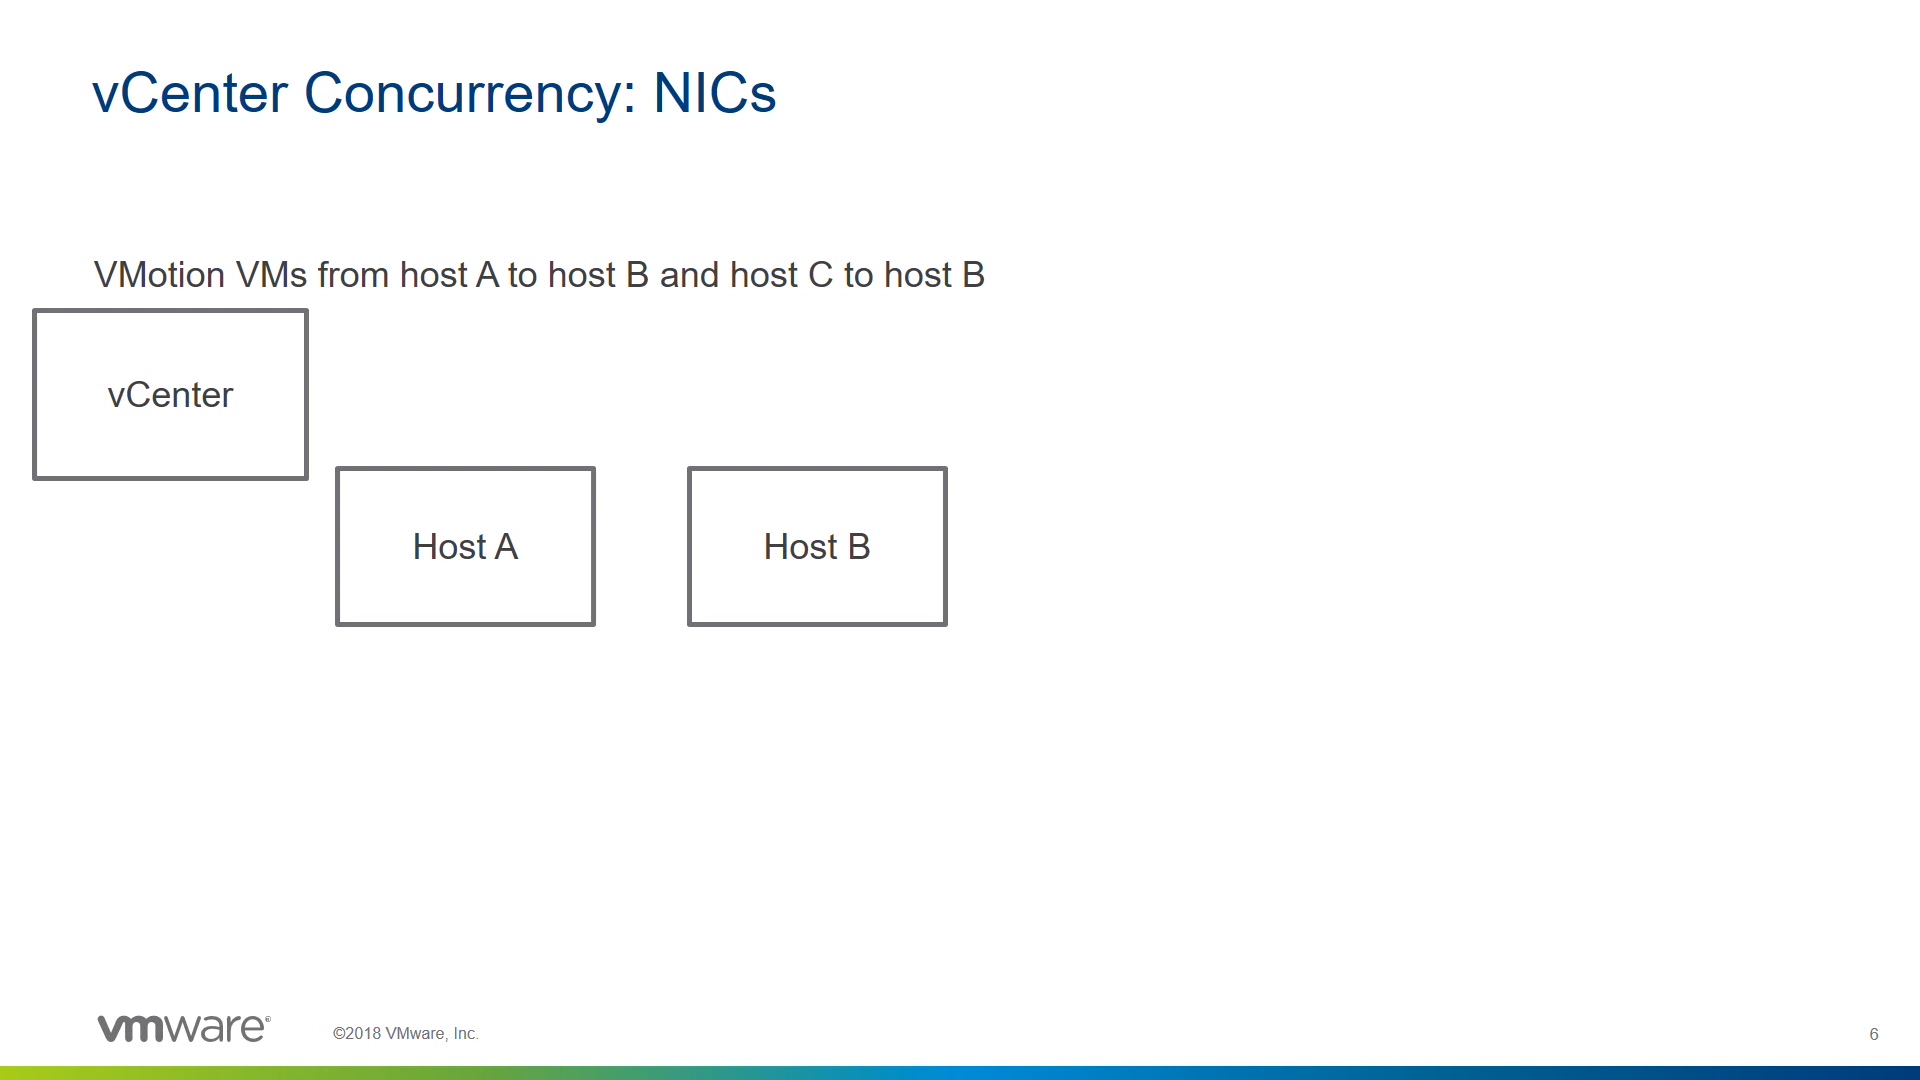 vCenter Concurrency: NICs
VMotion VMs from host A to host B and host C to host B
vCenter
Host A
Host B
vmware®
©2018 VMware, Inc.
6